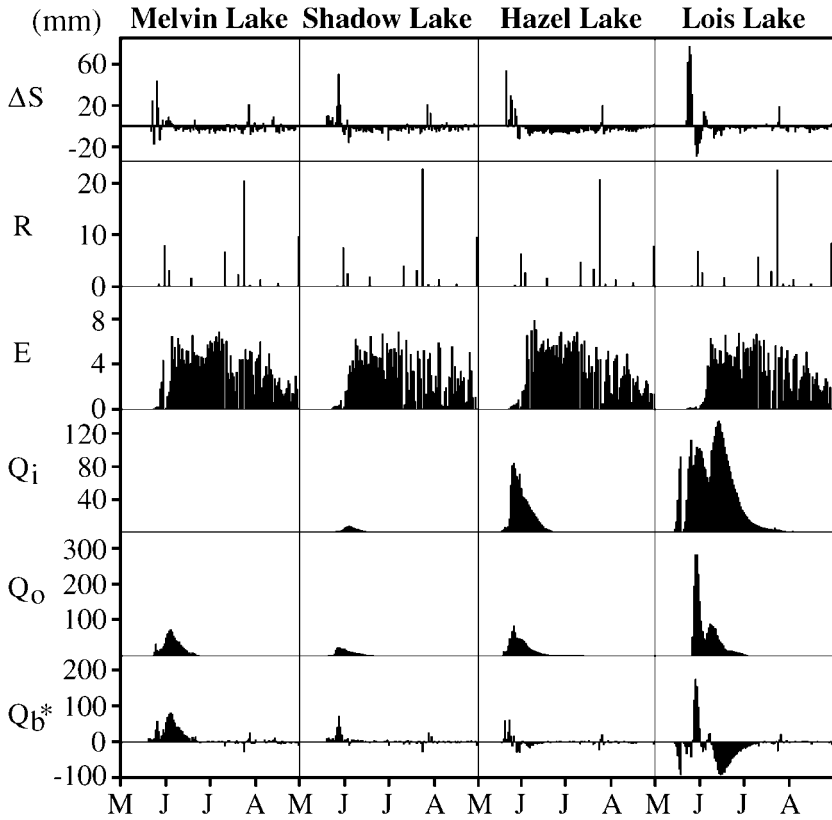 (mm) Melvin Lake Shadow Lake Hazel Lake Lois Lake
60
ΔS 20
-20
20
R 10
0
8
E 4
0
120
Qi 80
40
300
Qo 200
100
200
Qb* 100
0
-100
M J J A M J J A M J J A M J J A